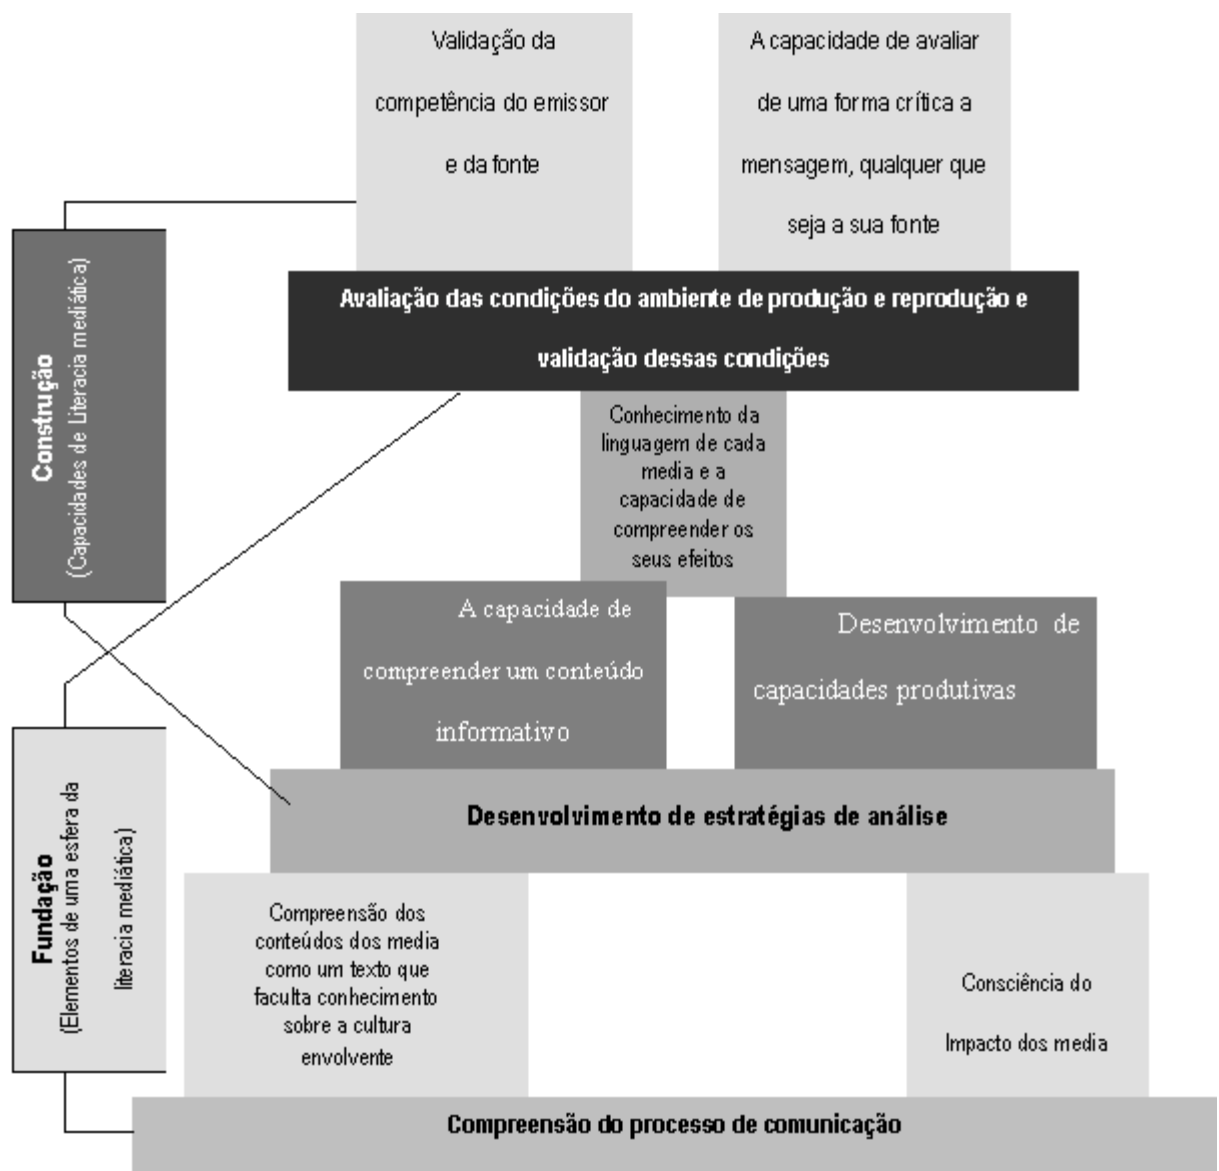 Validação da
competência do emissor
e da fonte
A capacidade de avaliar
de uma forma crítica a
mensagem, qualquer que
seja a sua fonte
Construção
(Capacidades de Literacia mediática)
Avaliação das condições do ambiente de produção e reprodução e
validação dessas condições
Conhecimento da
linguagem de cada
media e a
capacidade de
compreender os
seus efeitos
A capacidade de
compreender um conteúdo
informativo
Desenvolvimento de
capacidades produtivas
Fundação
(Elementos de uma esfera da
literacia mediática)
Desenvolvimento de estratégias de análise
Compreensão dos
conteúdos dos media
como um texto que
faculta conhecimento
sobre a cultura
envolvente
Consciência do
Impacto dos media
Compreensão do processo de comunicação